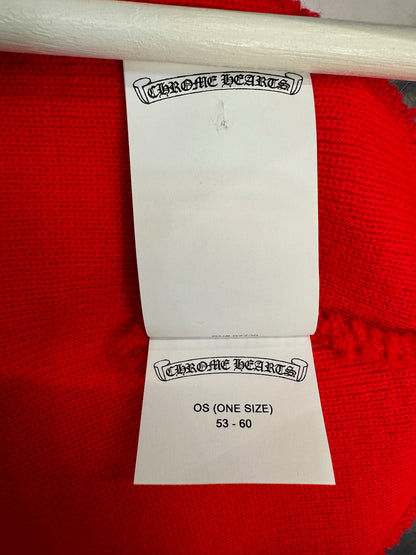 CHROME HEARTS
CHROME HEARTS
OS (ONE SIZE)
53 - 60